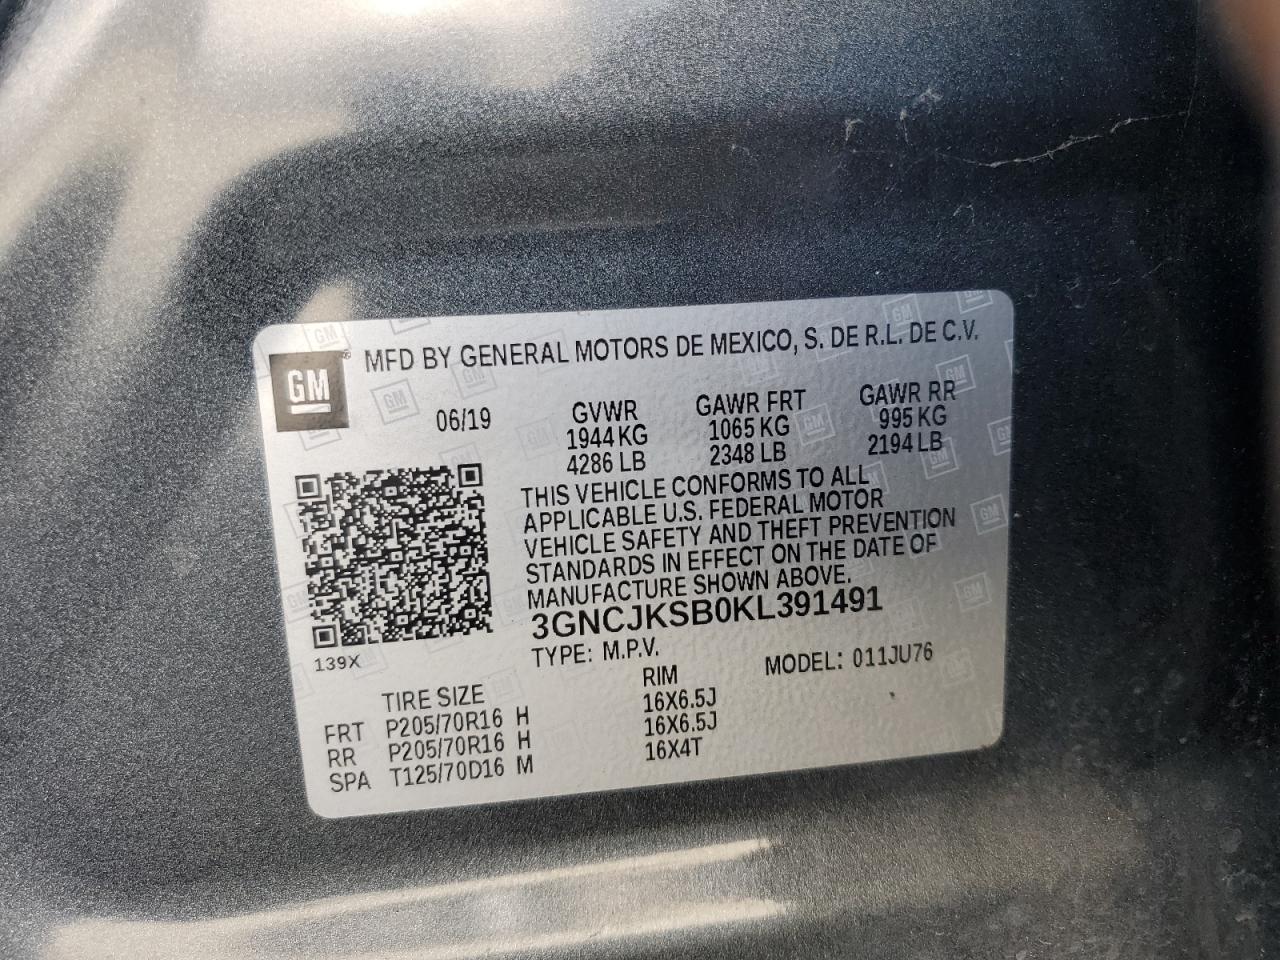 GM
MFD BY GENERAL MOTORS DE MEXICO, S. DE R.L. DE C.V.
06/19
GVWR GAWR FRT GAWR RR
1944 KG 1065 KG 995 KG
4286 LB 2348 LB 2194 LB
THIS VEHICLE CONFORMS TO ALL
APPLICABLE U.S. FEDERAL MOTOR
VEHICLE SAFETY AND THEFT PREVENTION
STANDARDS IN EFFECT ON THE DATE OF
MANUFACTURE SHOWN ABOVE.
3GNCJKSB0KL391491
139X
TYPE: M.P.V. MODEL: 011JU76
TIRE SIZE RIM
FRT P205/70R16 H 16X6.5J
RR P205/70R16 H 16X6.5J
SPA T125/70D16 M 16X4T